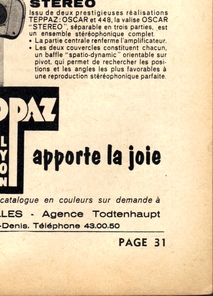 STEREO
Issu de deux prestigieuses réalisations
TEPPAZ: OSCAR et 448, la valise OSCAR
"STEREO", séparable en trois parties, est
un ensemble stéréophonique complet.
• La partie centrale renferme l'amplificateur.
• Les deux couvercles constituent chacun,
un baffle "spatio-dynamic" orientable sur
pivot, qui permet de rechercher les posi-
tions et les angles les plus favorables à
une reproduction stéréophonique parfaite.
PPAZ
LYON
apporte la joie
catalogue en couleurs sur demande à
LLES - Agence Todtenhaupt
-Denis. Téléphone 43.00.50
PAGE 31